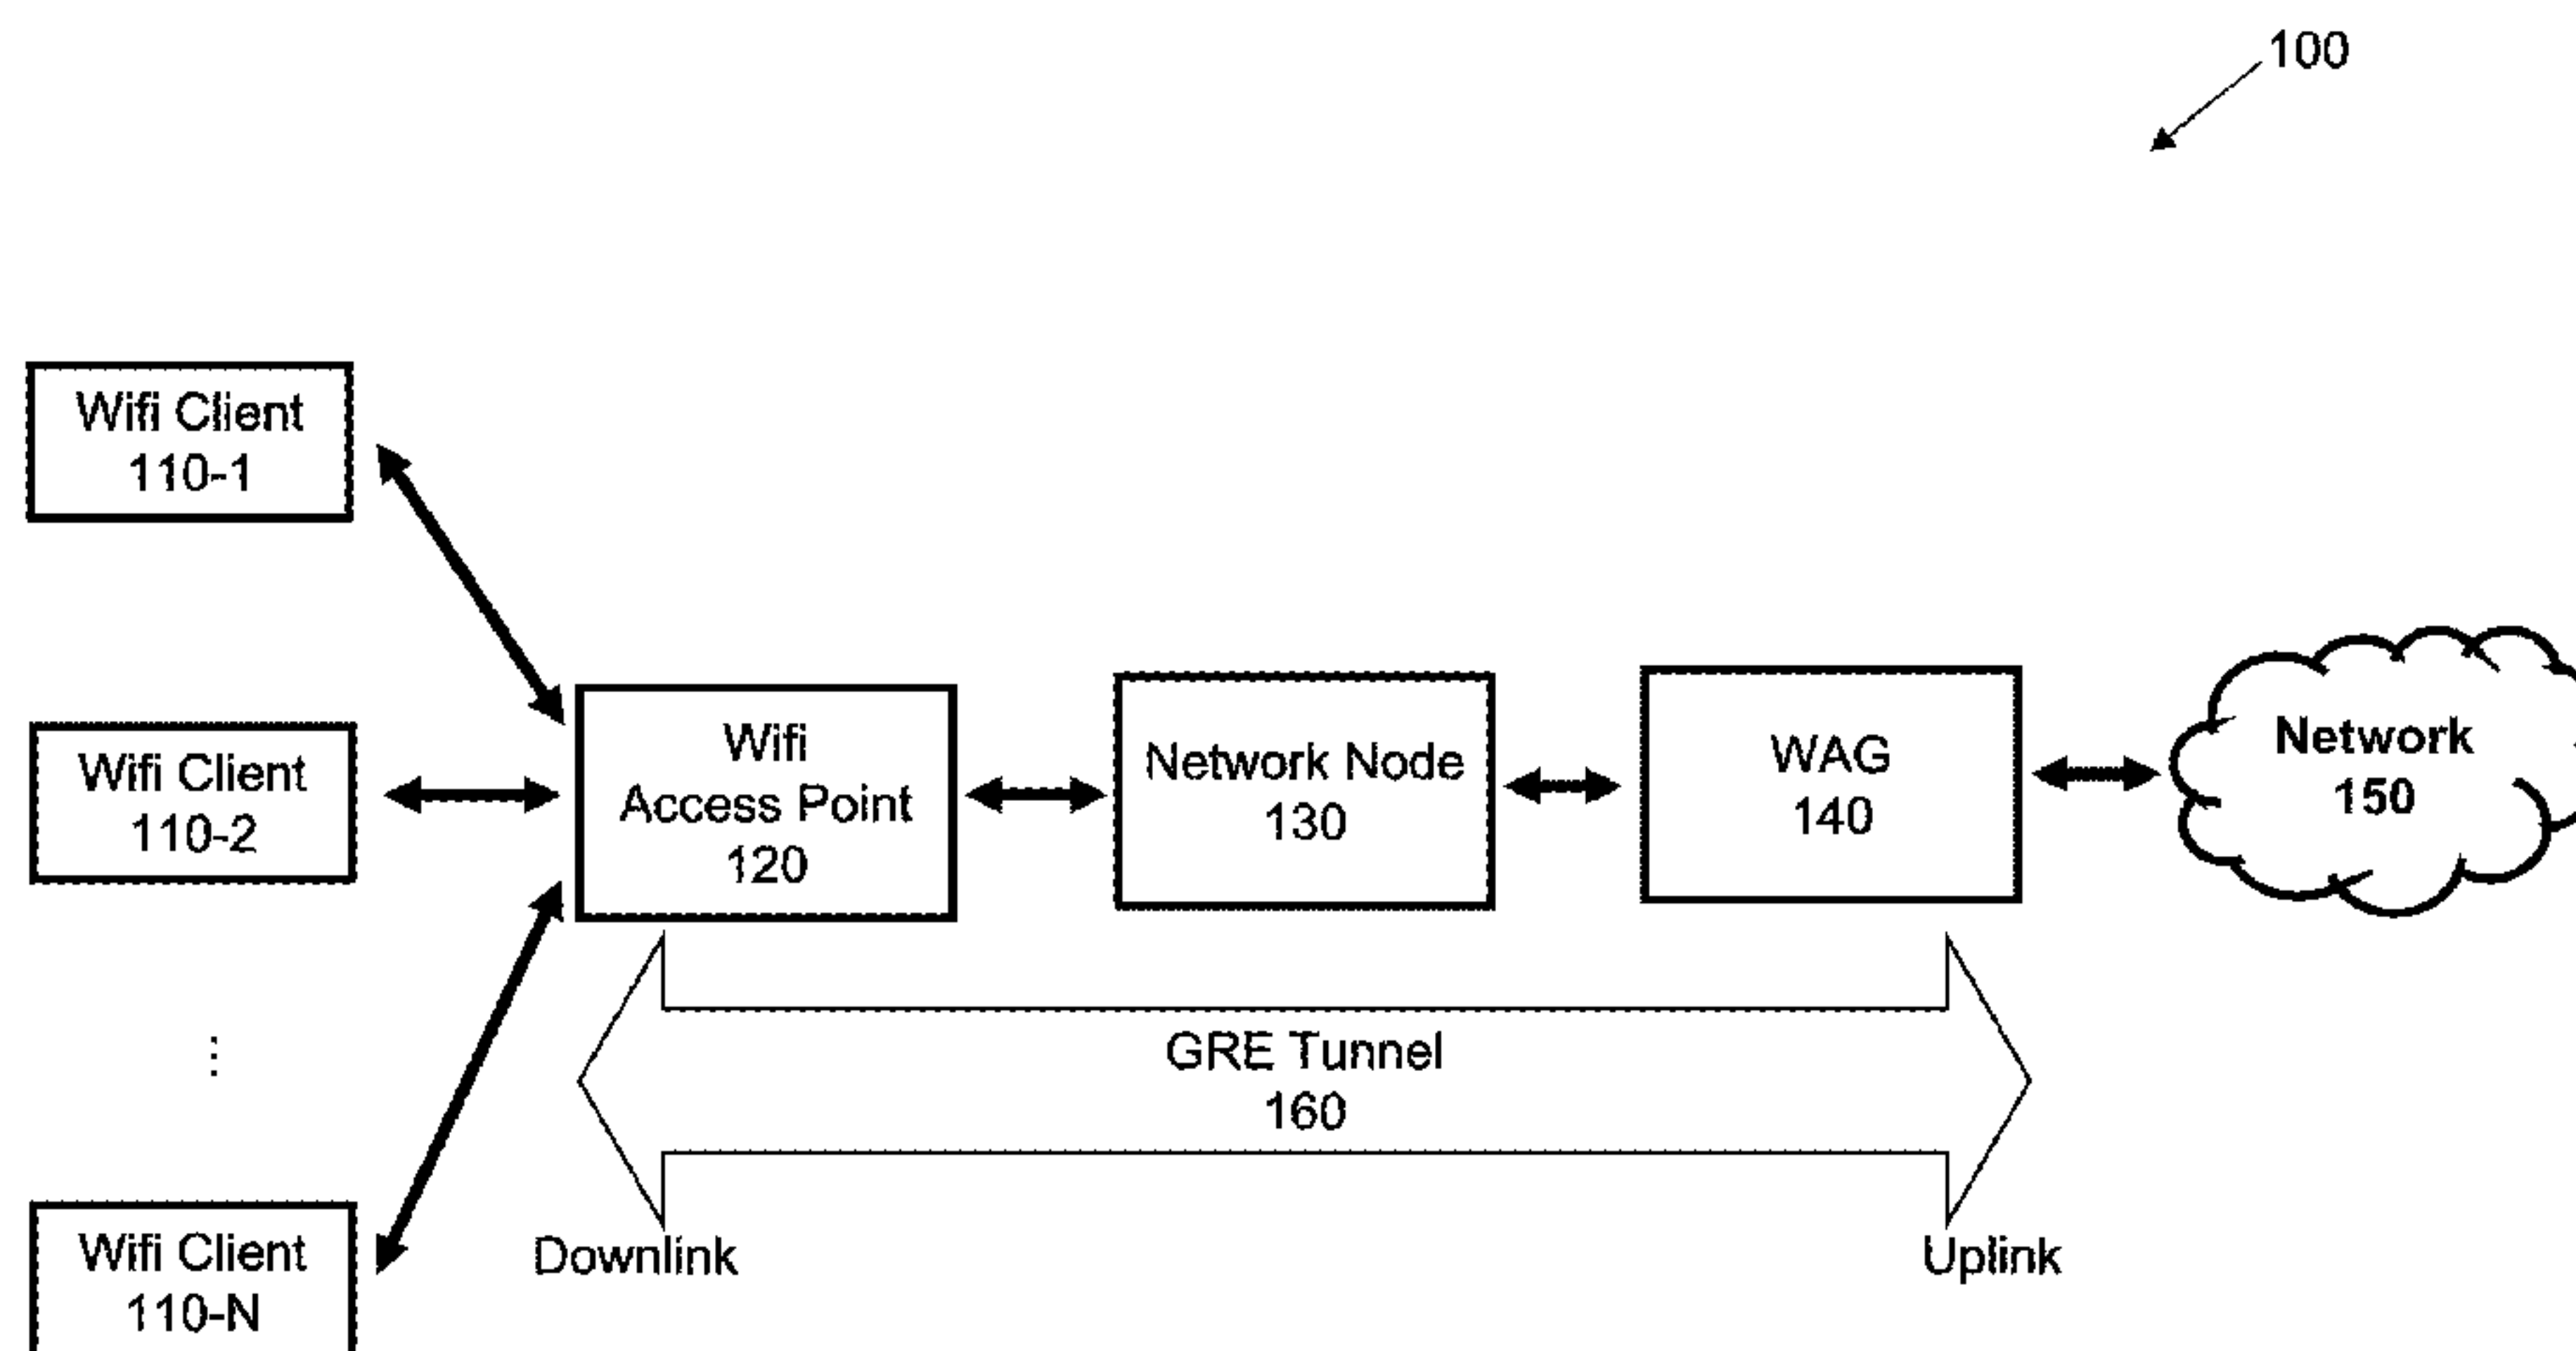 100
Wifi Client
110-1
Wifi Client
110-2
⋮
Wifi Client
110-N
Wifi
Access Point
120
Network Node
130
WAG
140
Network
150
GRE Tunnel
160
Downlink
Uplink